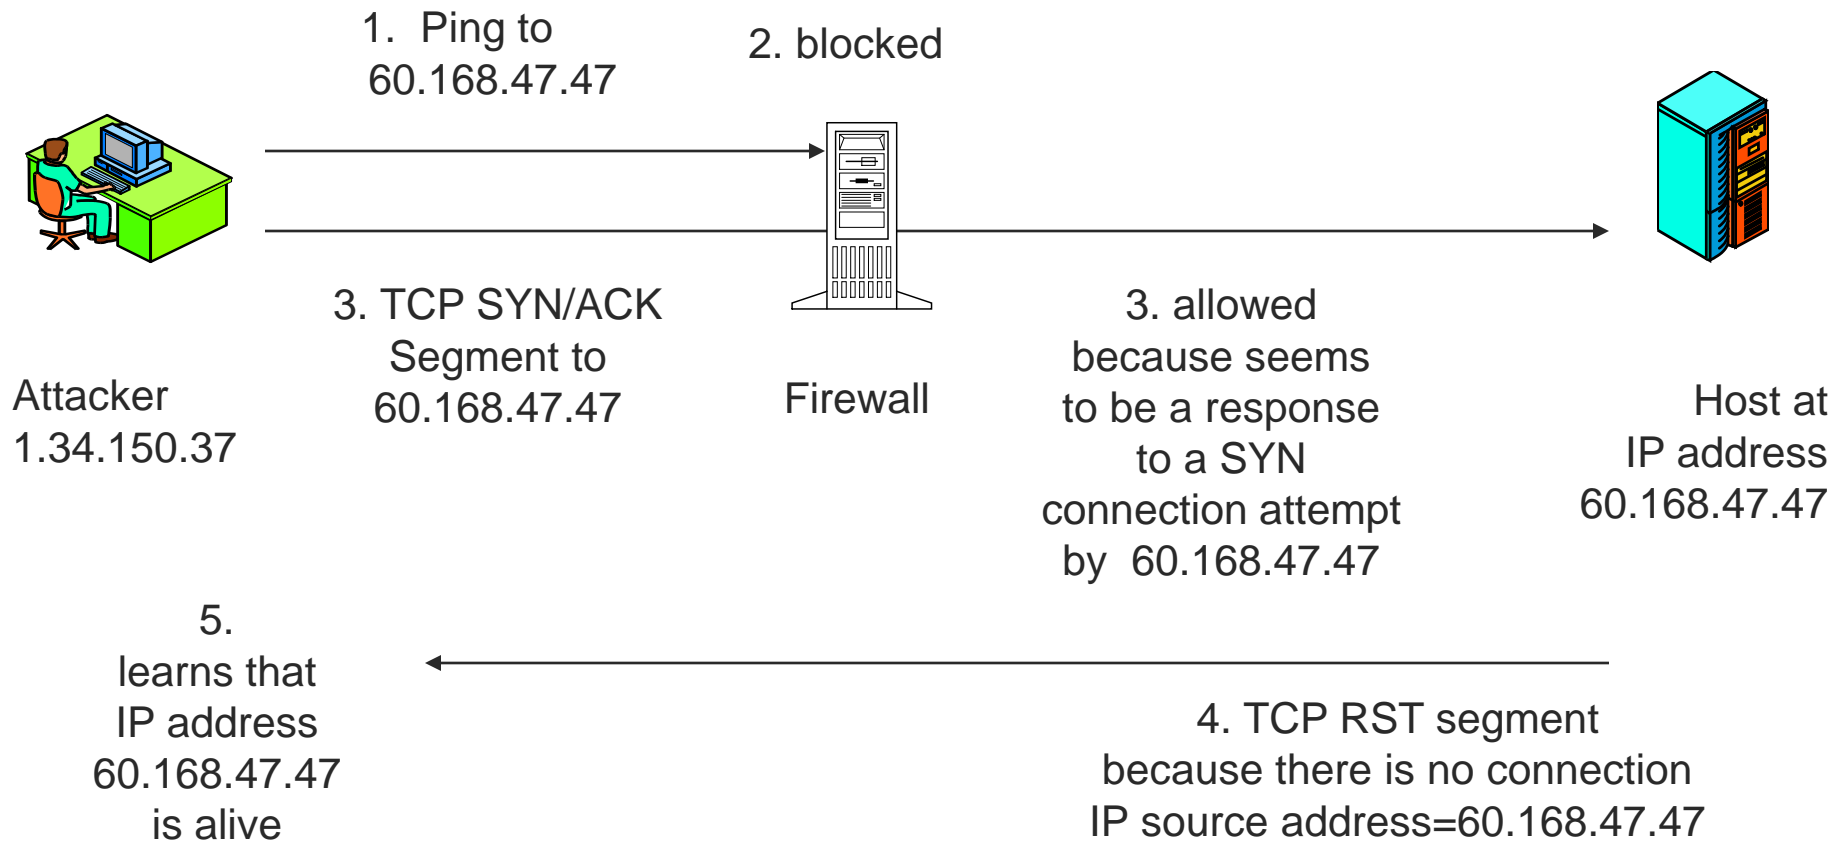 1. Ping to
60.168.47.47
2. blocked
3. TCP SYN/ACK
Segment to
60.168.47.47
3. allowed
because seems
to be a response
to a SYN
connection attempt
by 60.168.47.47
Attacker
1.34.150.37
Firewall
Host at
IP address
60.168.47.47
5.
learns that
IP address
60.168.47.47
is alive
4. TCP RST segment
because there is no connection
IP source address=60.168.47.47